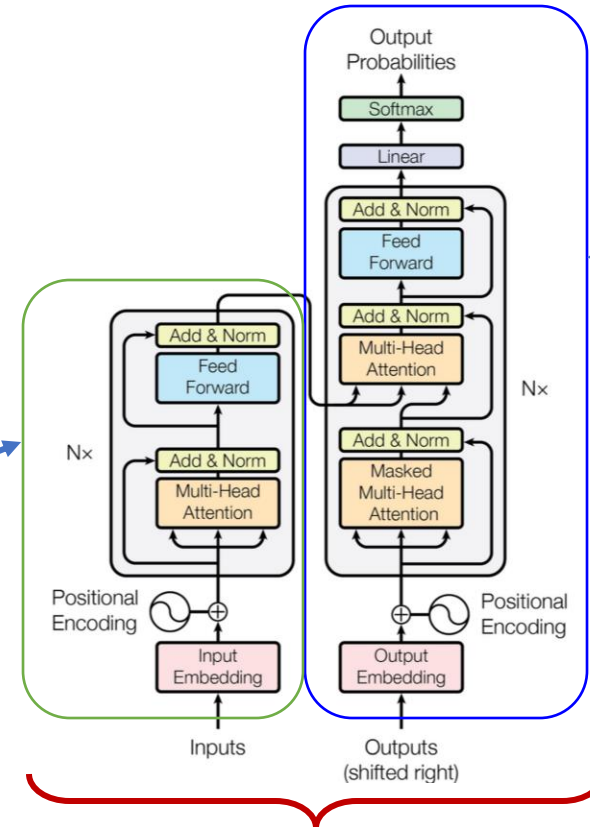 Output
Probabilities
Softmax
Linear
Add & Norm
Feed
Forward
Add & Norm
Multi-Head
Attention
Add & Norm
Masked
Multi-Head
Attention
N×
Positional
Encoding
Output
Embedding
Outputs
(shifted right)
Add & Norm
Feed
Forward
Add & Norm
Multi-Head
Attention
N×
Positional
Encoding
Input
Embedding
Inputs